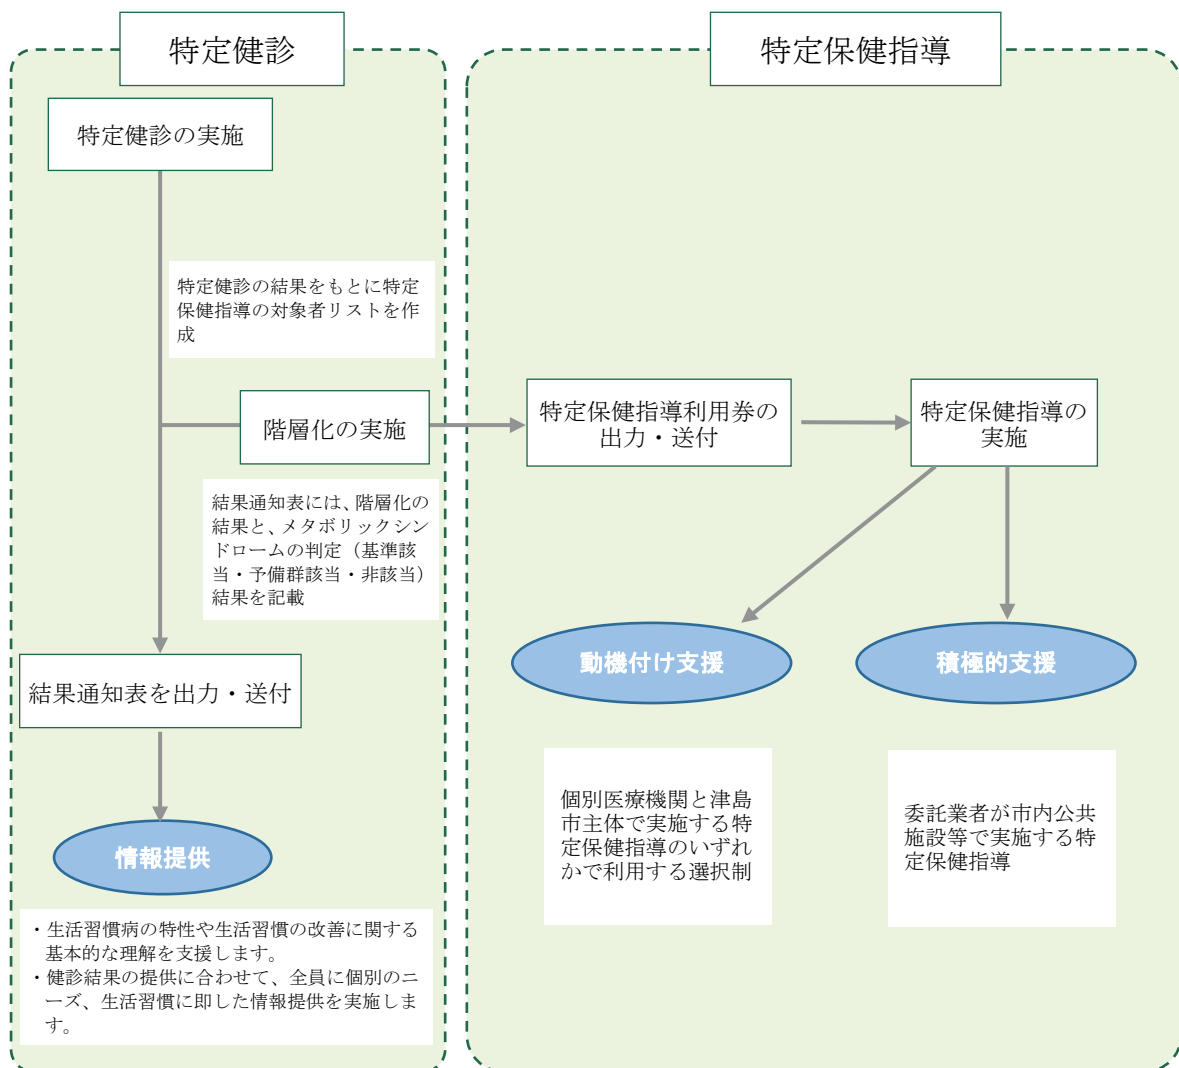 特定健診
特定健診の実施
特定健診の結果をもとに特定
保健指導の対象者リストを作
成
階層化の実施
結果通知表には、階層化の
結果と、メタボリックシン
ドロームの判定（基準該
当・予備群該当・非該当）
結果を記載
結果通知表を出力・送付
情報提供
・生活習慣病の特性や生活習慣の改善に関する
基本的な理解を支援します。
・健診結果の提供に合わせて、全員に個別のニ
ーズ、生活習慣に即した情報提供を実施しま
す。
特定保健指導
特定保健指導利用券の
出力・送付
特定保健指導の
実施
動機付け支援
積極的支援
個別医療機関と津島
市主体で実施する特
定保健指導のいずれ
かで利用する選択制
委託業者が市内公共
施設等で実施する特
定保健指導